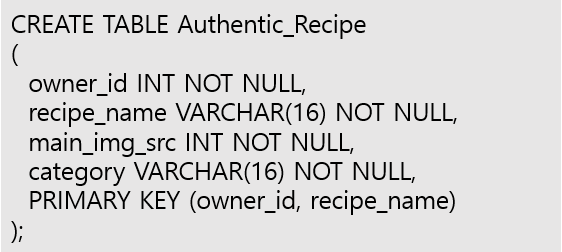 CREATE TABLE Authentic_Recipe
(
owner_id INT NOT NULL,
recipe_name VARCHAR(16) NOT NULL,
main_img_src INT NOT NULL,
category VARCHAR(16) NOT NULL,
PRIMARY KEY (owner_id, recipe_name)
);